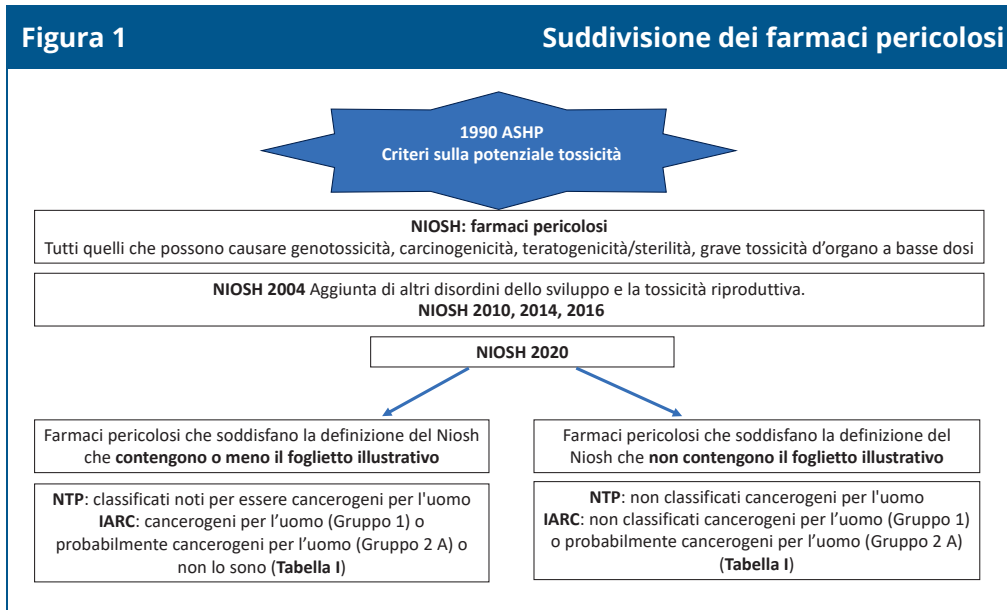 Figura 1
Suddivisione dei farmaci pericolosi
1990 ASHP
Criteri sulla potenziale tossicità
NIOSH: farmaci pericolosi
Tutti quelli che possono causare genotossicità, carcinogenicità, teratogenicità/sterilità, grave tossicità d’organo a basse dosi
NIOSH 2004 Aggiunta di altri disordini dello sviluppo e la tossicità riproduttiva.
NIOSH 2010, 2014, 2016
NIOSH 2020
Farmaci pericolosi che soddisfano la definizione del Niosh
che contengono o meno il foglietto illustrativo
NTP: classificati noti per essere cancerogeni per l'uomo
IARC: cancerogeni per l’uomo (Gruppo 1) o
probabilmente cancerogeni per l’uomo (Gruppo 2 A) o
non lo sono (Tabella I)
Farmaci pericolosi che soddisfano la definizione del
Niosh che non contengono il foglietto illustrativo
NTP: non classificati cancerogeni per l'uomo
IARC: non classificati cancerogeni per l’uomo (Gruppo 1)
o probabilmente cancerogeni per l’uomo (Gruppo 2 A)
(Tabella I)